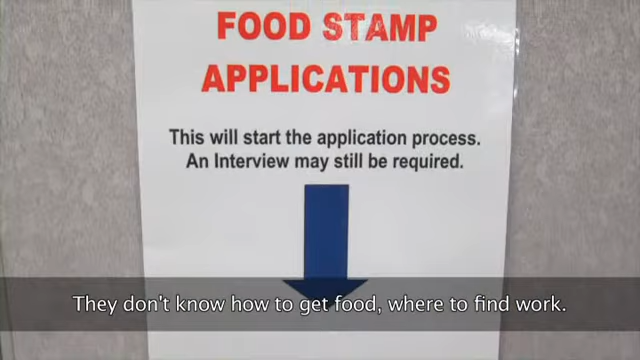 FOOD STAMP
APPLICATIONS
This will start the application process.
An Interview may still be required.
They don't know how to get food, where to find work.